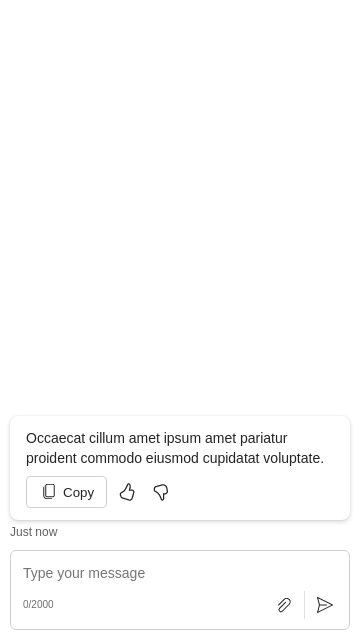 Occaecat cillum amet ipsum amet pariatur
proident commodo eiusmod cupidatat voluptate.
Copy
Just now
Type your message
0/2000